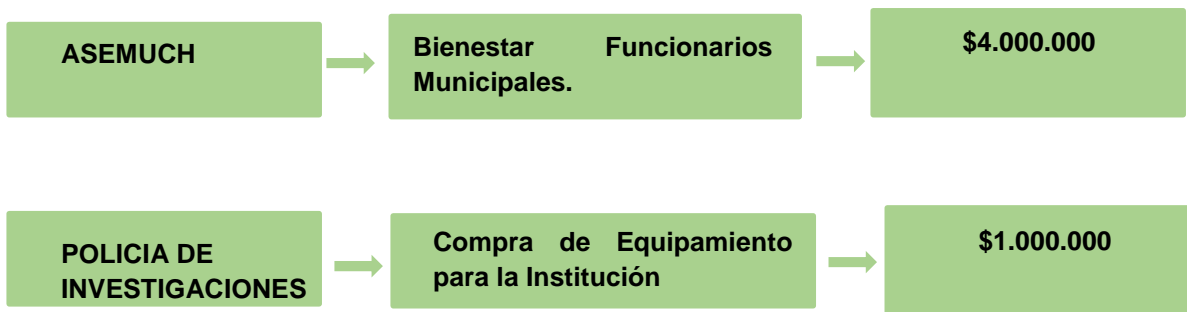 ASEMUCH
Bienestar Funcionarios
Municipales.
$4.000.000
POLICIA DE
INVESTIGACIONES
Compra de Equipamiento
para la Institución
$1.000.000